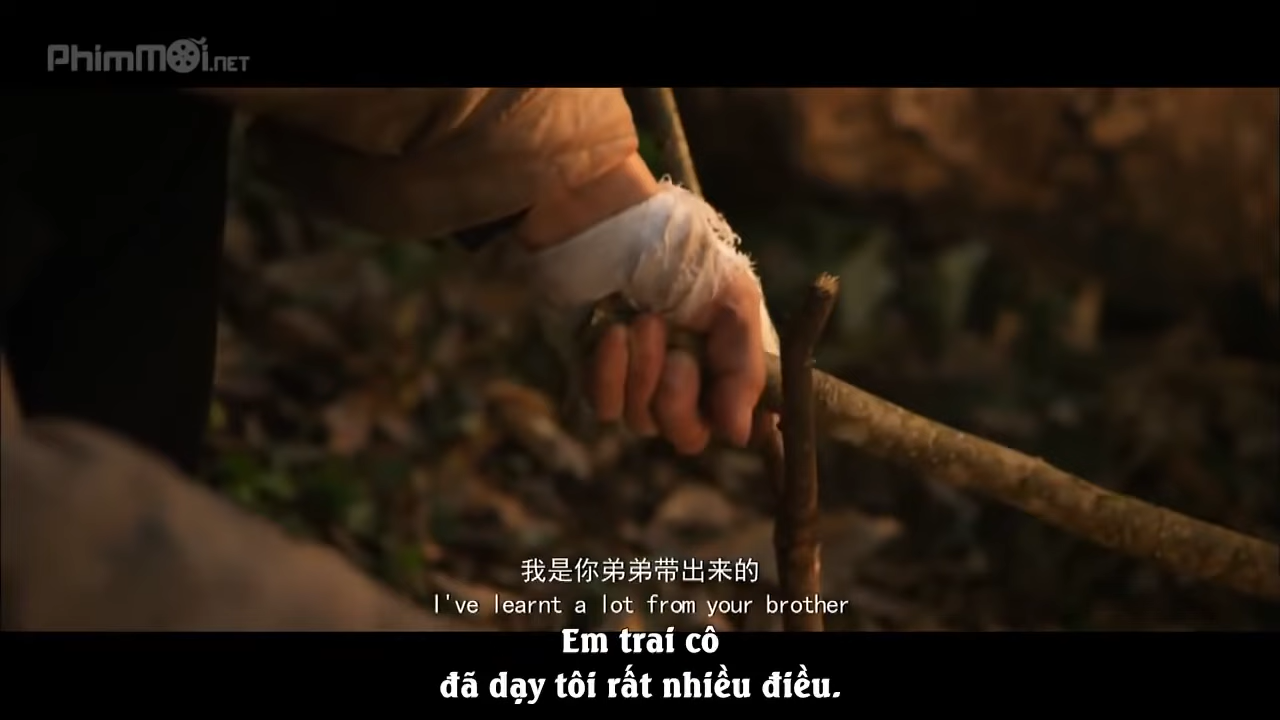 PhimMới.NET
我是你弟弟带出来的
I've learnt a lot from your brother
Em trai cô
đã dạy tôi rất nhiều điều.